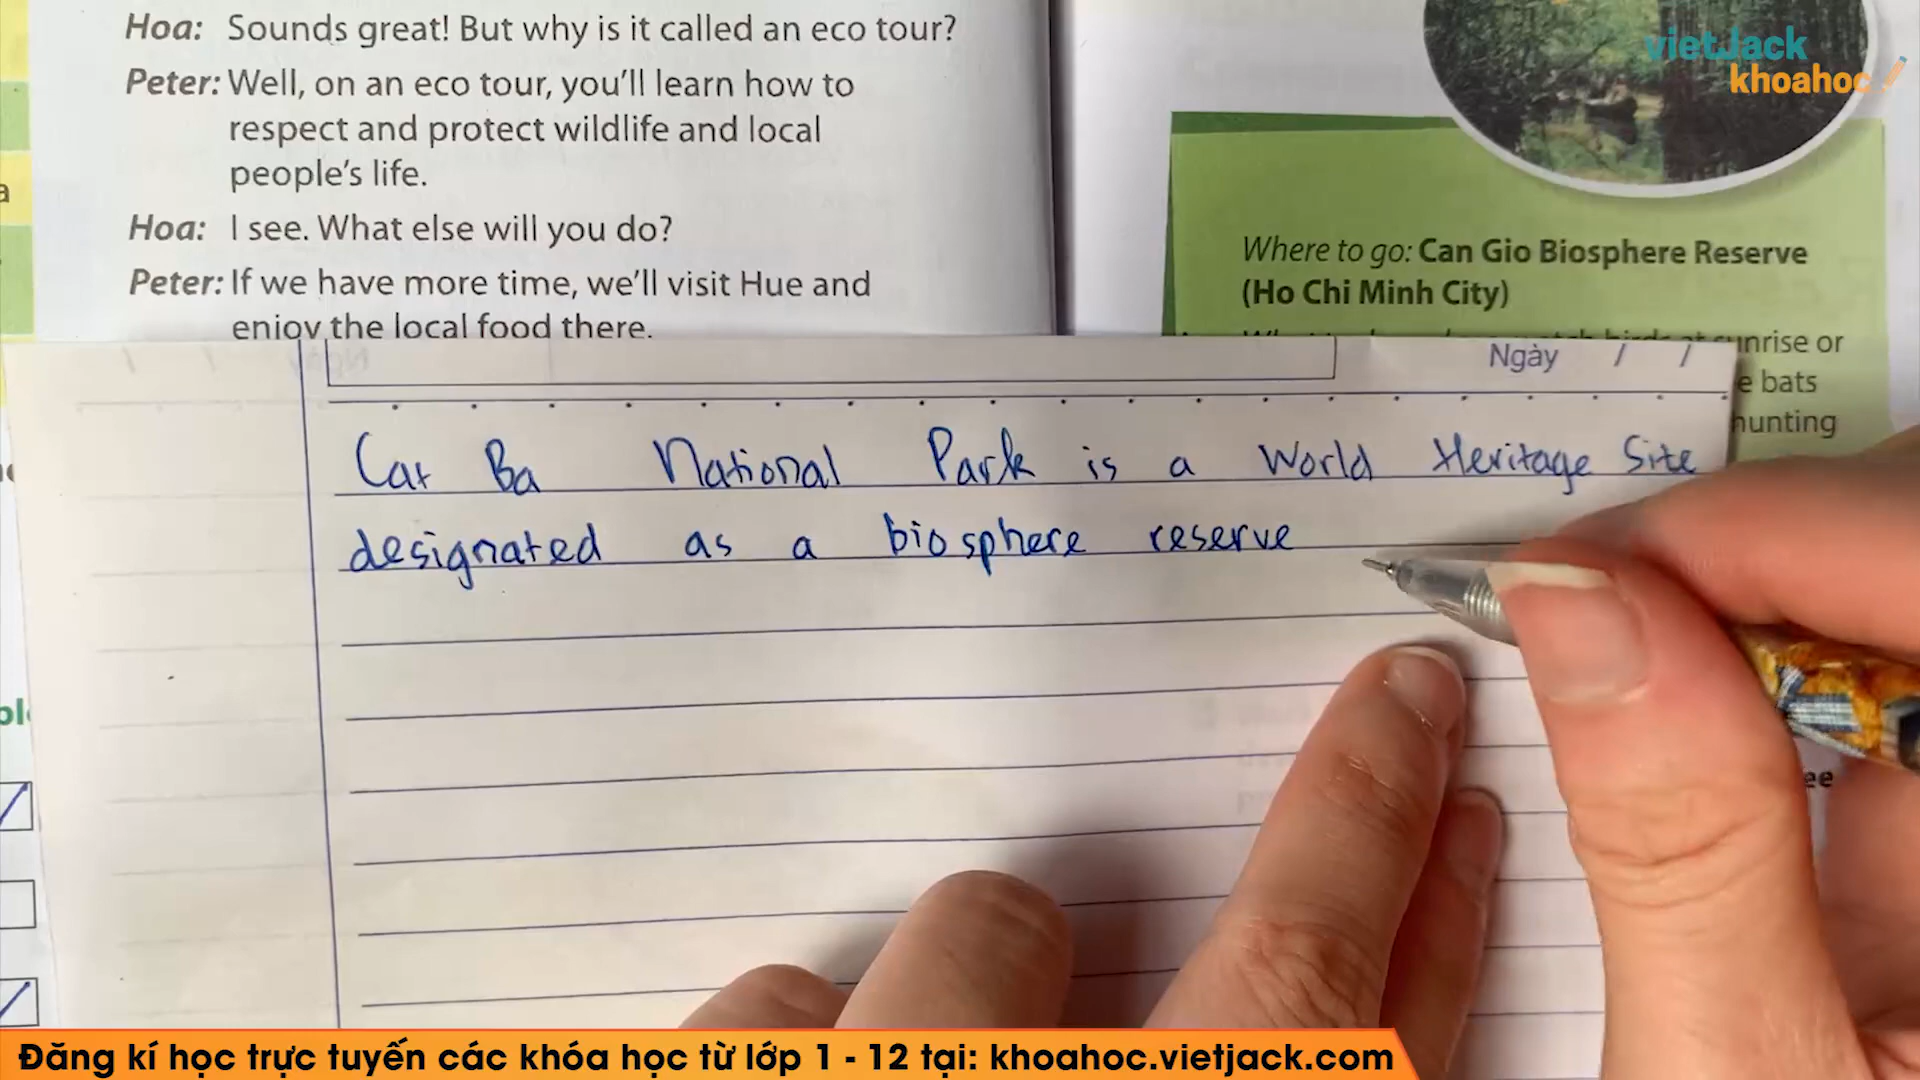 Hoa: Sounds great! But why is it called an eco tour?
Peter: Well, on an eco tour, you'll learn how to
respect and protect wildlife and local
people's life.
Hoa: I see. What else will you do?
Peter: If we have more time, we'll visit Hue and
enjoy the local food there.
vietJack
khoahoc
Where to go: Can Gio Biosphere Reserve
(Ho Chi Minh City)
sunrise or
bats
hunting
Ngày / /
Cat Ba National Park is a World Heritage Site
designated as a biosphere reserve
Đăng kí học trực tuyến các khóa học từ lớp 1 - 12 tại: khoahoc.vietjack.com